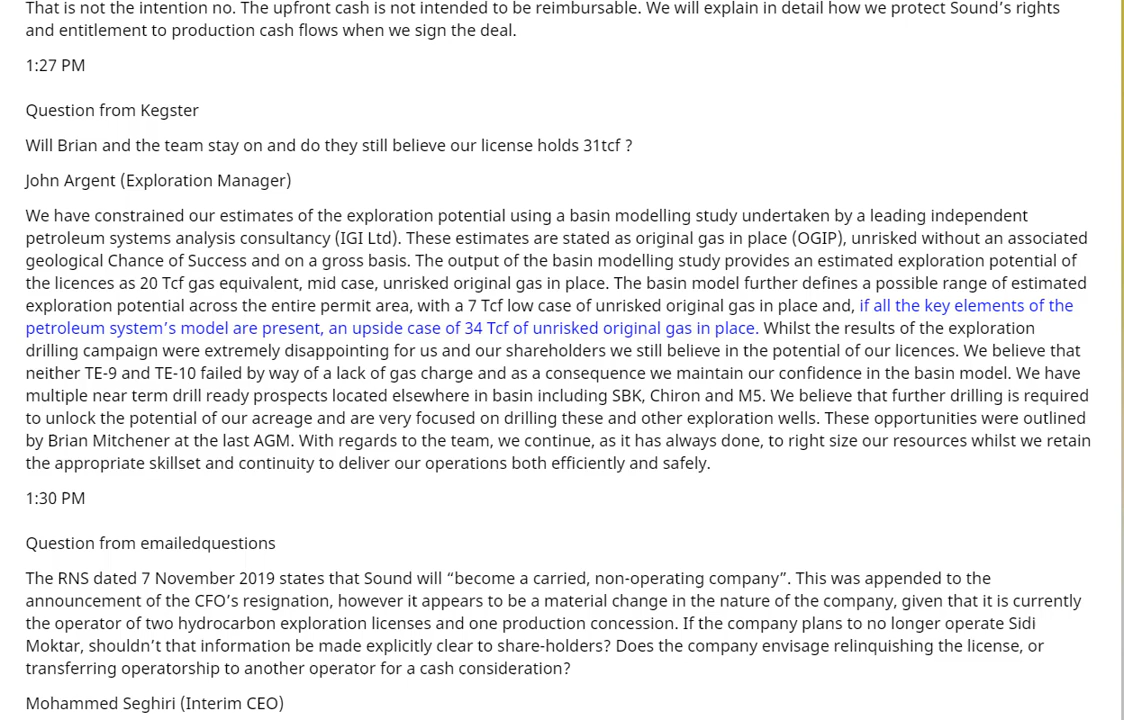 That is not the intention no. The upfront cash is not intended to be reimbursable. We will explain in detail how we protect Sound's rights
and entitlement to production cash flows when we sign the deal.
1:27 PM
Question from Kegster
Will Brian and the team stay on and do they still believe our license holds 31tcf ?
John Argent (Exploration Manager)
We have constrained our estimates of the exploration potential using a basin modelling study undertaken by a leading independent
petroleum systems analysis consultancy (IGI Ltd). These estimates are stated as original gas in place (OGIP), unrisked without an associated
geological Chance of Success and on a gross basis. The output of the basin modelling study provides an estimated exploration potential of
the licences as 20 Tcf gas equivalent, mid case, unrisked original gas in place. The basin model further defines a possible range of estimated
exploration potential across the entire permit area, with a 7 Tcf low case of unrisked original gas in place and, if all the key elements of the
petroleum system's model are present, an upside case of 34 Tcf of unrisked original gas in place. Whilst the results of the exploration
drilling campaign were extremely disappointing for us and our shareholders we still believe in the potential of our licences. We believe that
neither TE-9 and TE-10 failed by way of a lack of gas charge and as a consequence we maintain our confidence in the basin model. We have
multiple near term drill ready prospects located elsewhere in basin including SBK, Chiron and M5. We believe that further drilling is required
to unlock the potential of our acreage and are very focused on drilling these and other exploration wells. These opportunities were outlined
by Brian Mitchener at the last AGM. With regards to the team, we continue, as it has always done, to right size our resources whilst we retain
the appropriate skillset and continuity to deliver our operations both efficiently and safely.
1:30 PM
Question from emailedquestions
The RNS dated 7 November 2019 states that Sound will “become a carried, non-operating company”. This was appended to the
announcement of the CFO's resignation, however it appears to be a material change in the nature of the company, given that it is currently
the operator of two hydrocarbon exploration licenses and one production concession. If the company plans to no longer operate Sidi
Moktar, shouldn't that information be made explicitly clear to share-holders? Does the company envisage relinquishing the license, or
transferring operatorship to another operator for a cash consideration?
Mohammed Seghiri (Interim CEO)